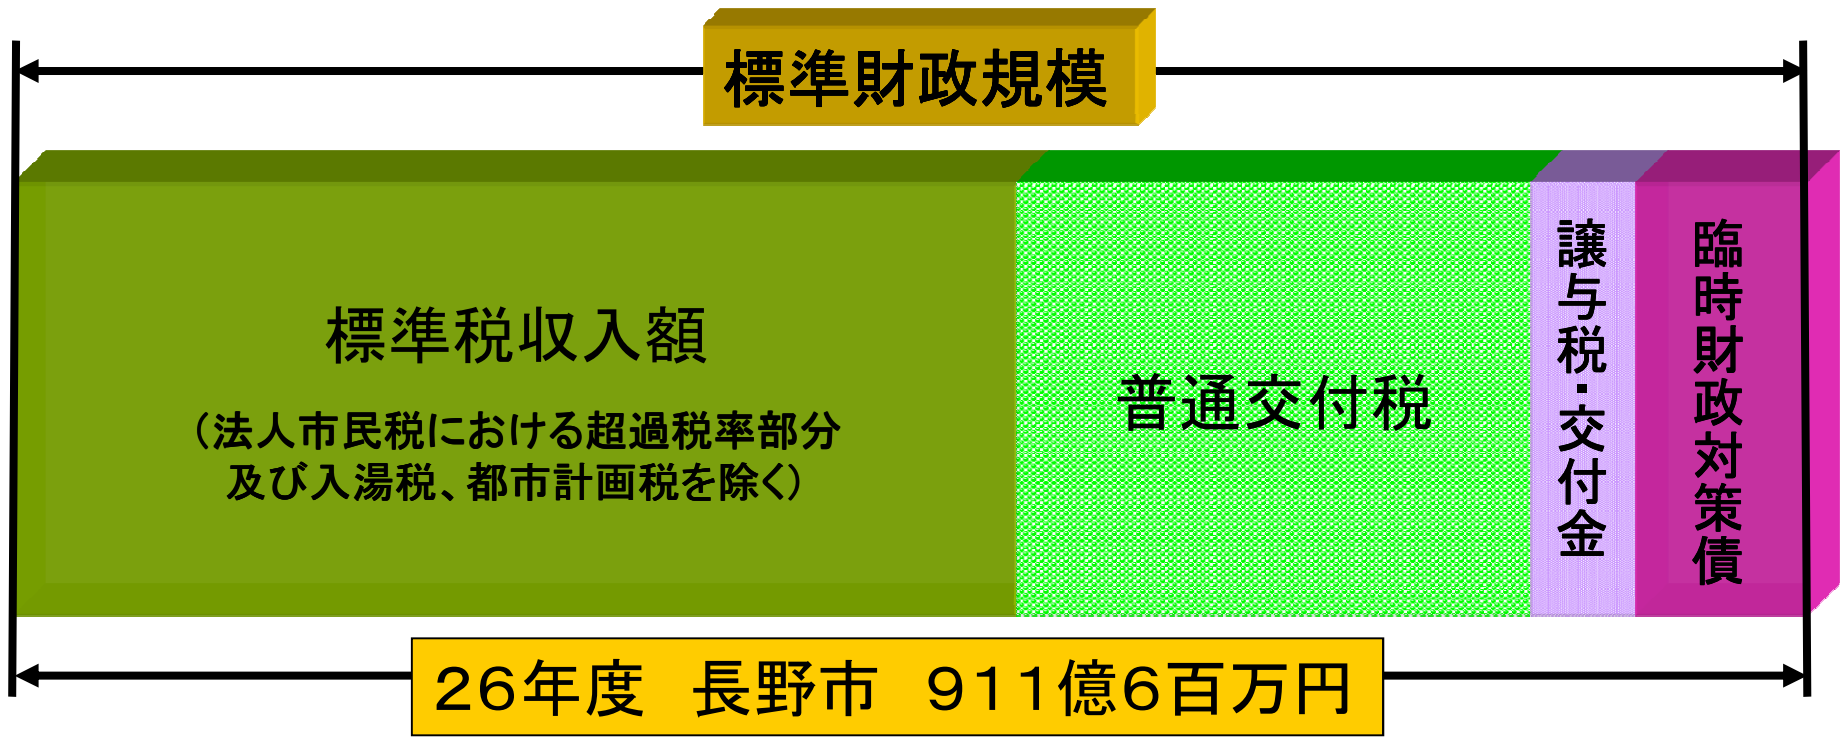 標準財政規模
標準税収入額
（法人市民税における超過税率部分
及び入湯税、都市計画税を除く）
普通交付税
譲与税・交付金
臨時財政対策債
２６年度　長野市　９１１億６百万円